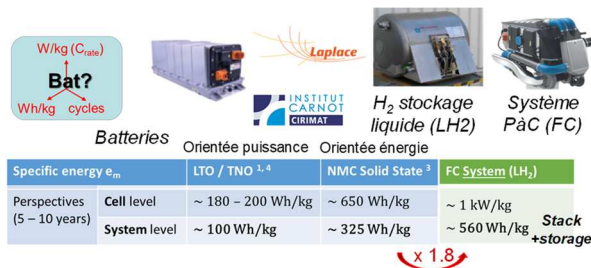 W/kg (Crate)
Bat?
Wh/kg
cycles
Laplace
INSTITUT
CARNOT
CIRIMAT
Batteries
H2 stockage
liquide (LH2)
Système
PàC (FC)
Orientée puissance
Orientée énergie
Specific energy em
LTO / TNO 1, 4
NMC Solid State 3
FC System (LH2)
Perspectives
(5 – 10 years)
Cell level
~ 180 – 200 Wh/kg
~ 650 Wh/kg
~ 1 kW/kg
System level
~ 100 Wh/kg
~ 325 Wh/kg
~ 560 Wh/kg
Stack
+storage
x 1.8